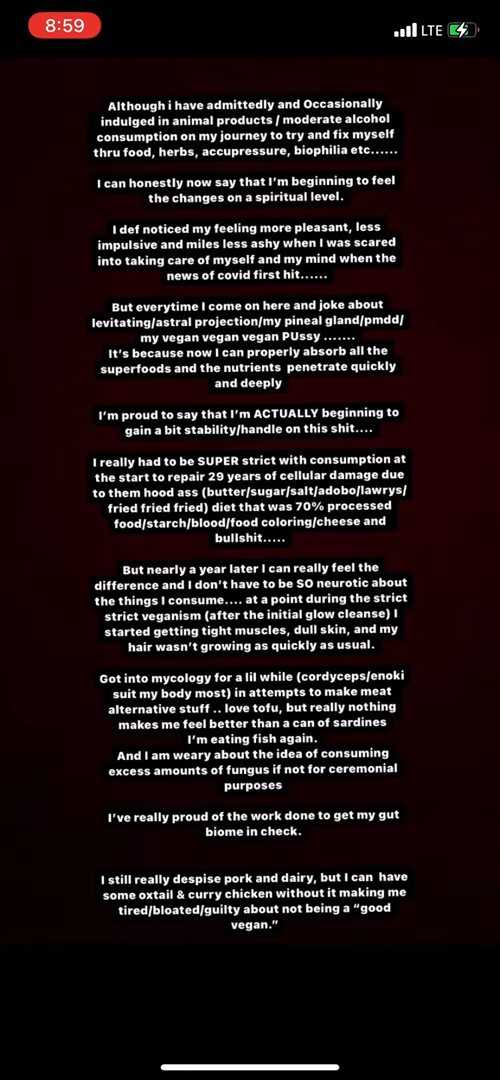 8:59
LTE
Although i have admittedly and Occasionally
indulged in animal products / moderate alcohol
consumption on my journey to try and fix myself
thru food, herbs, accupressure, biophilia etc......
I can honestly now say that I'm beginning to feel
the changes on a spiritual level.
I def noticed my feeling more pleasant, less
impulsive and miles less ashy when I was scared
into taking care of myself and my mind when the
news of covid first hit......
But everytime I come on here and joke about
levitating/astral projection/my pineal gland/pmdd/
my vegan vegan vegan PUssy .......
It's because now I can properly absorb all the
superfoods and the nutrients penetrate quickly
and deeply
I'm proud to say that I'm ACTUALLY beginning to
gain a bit stability/handle on this shit....
I really had to be SUPER strict with consumption at
the start to repair 29 years of cellular damage due
to them hood ass (butter/sugar/salt/adobo/lawrys/
fried fried fried) diet that was 70% processed
food/starch/blood/food coloring/cheese and
bullshit.....
But nearly a year later I can really feel the
difference and I don't have to be SO neurotic about
the things I consume.... at a point during the strict
strict veganism (after the initial glow cleanse) I
started getting tight muscles, dull skin, and my
hair wasn't growing as quickly as usual.
Got into mycology for a lil while (cordyceps/enoki
suit my body most) in attempts to make meat
alternative stuff .. love tofu, but really nothing
makes me feel better than a can of sardines
I'm eating fish again.
And I am weary about the idea of consuming
excess amounts of fungus if not for ceremonial
purposes
I've really proud of the work done to get my gut
biome in check.
I still really despise pork and dairy, but I can have
some oxtail & curry chicken without it making me
tired/bloated/guilty about not being a "good
vegan."